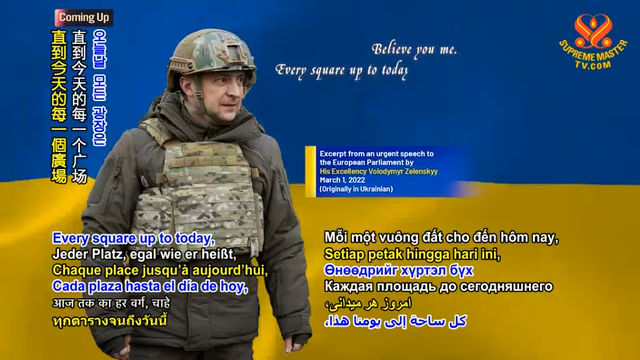 Coming Up
Believe you me.
Every square up to today
SUPREME MASTER
TV.COM
오늘날 모든 광장은
直到今天的每一个广场
直到今天的每一個廣場
Excerpt from an urgent speech to
the European Parliament by
His Excellency Volodymyr Zelenskyy
March 1, 2022
(Originally in Ukrainian)
Every square up to today,
Jeder Platz, egal wie er heißt,
Chaque place jusqu'à aujourd'hui,
Cada plaza hasta el día de hoy,
आज तक का हर वर्ग, चाहे
ทุกตารางจนถึงวันนี้
Mỗi một vuông đất cho đến hôm nay,
Setiap petak hingga hari ini,
Өнөөдрийг хүртэл бүх
Каждая площадь до сегодняшнего
امروز هر میدانی،
كل ساحة إلى يومنا هذا،